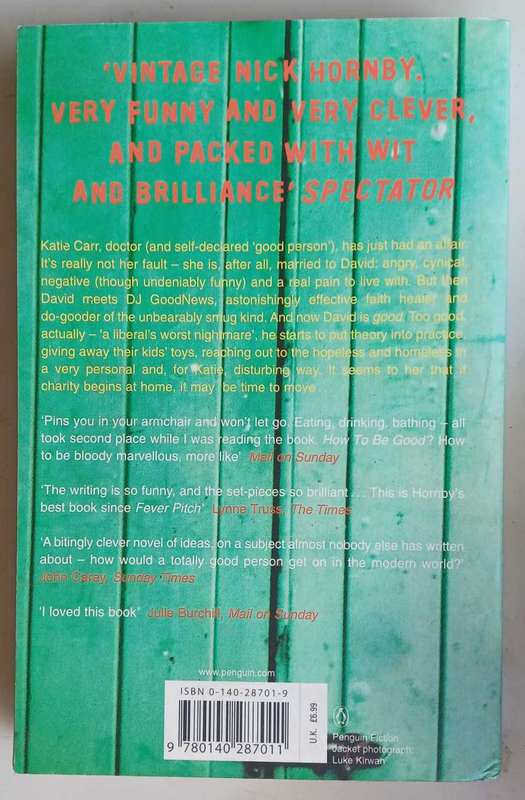 'VINTAGE NICK HORNBY.
VERY FUNNY AND VERY CLEVER,
AND PACKED WITH WIT
AND BRILLIANCE' SPECTATOR
Katie Carr, doctor (and self-declared 'good person'), has just had an affair.
It's really not her fault – she is, after all, married to David: angry, cynical,
negative (though undeniably funny) and a real pain to live with. But then
David meets DJ GoodNews, astonishingly effective faith healer and
do-gooder of the unbearably smug kind. And now David is good. Too good,
actually – 'a liberal's worst nightmare', he starts to put theory into practice,
giving away their kids' toys, reaching out to the hopeless and homeless in
a very personal and, for Katie, disturbing way. It seems to her that if
charity begins at home, it may be time to move...
'Pins you in your armchair and won't let go. Eating, drinking, bathing – all
took second place while I was reading the book. How To Be Good? How
to be bloody marvellous, more like' Mail on Sunday
'The writing is so funny, and the set-pieces so brilliant ... This is Hornby's
best book since Fever Pitch' Lynne Truss, The Times
'A bitingly clever novel of ideas, on a subject almost nobody else has written
about – how would a totally good person get on in the modern world?'
John Carey, Sunday Times
'I loved this book' Julie Burchill, Mail on Sunday
www.penguin.com
ISBN 0-140-28701-9
9 780140 287011
U.K. £6.99
Penguin Fiction
Jacket photograph:
Luke Kirwan